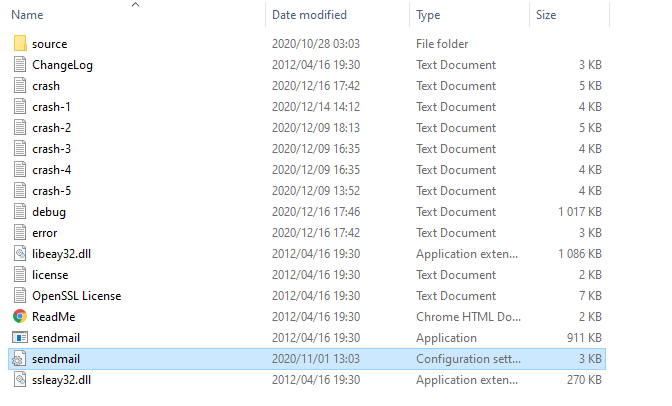 Name Date modified Type Size
source 2020/10/28 03:03 File folder
ChangeLog 2012/04/16 19:30 Text Document 3 KB
crash 2020/12/16 17:42 Text Document 5 KB
crash-1 2020/12/14 14:12 Text Document 4 KB
crash-2 2020/12/09 18:13 Text Document 5 KB
crash-3 2020/12/09 16:35 Text Document 4 KB
crash-4 2020/12/09 16:35 Text Document 4 KB
crash-5 2020/12/09 13:52 Text Document 4 KB
debug 2020/12/16 17:46 Text Document 1 017 KB
error 2020/12/16 17:42 Text Document 3 KB
libeay32.dll 2012/04/16 19:30 Application exten... 1 086 KB
license 2012/04/16 19:30 Text Document 2 KB
OpenSSL License 2012/04/16 19:30 Text Document 7 KB
ReadMe 2012/04/16 19:30 Chrome HTML Do... 2 KB
sendmail 2012/04/16 19:30 Application 911 KB
sendmail 2020/11/01 13:03 Configuration sett... 3 KB
ssleay32.dll 2012/04/16 19:30 Application exten... 270 KB